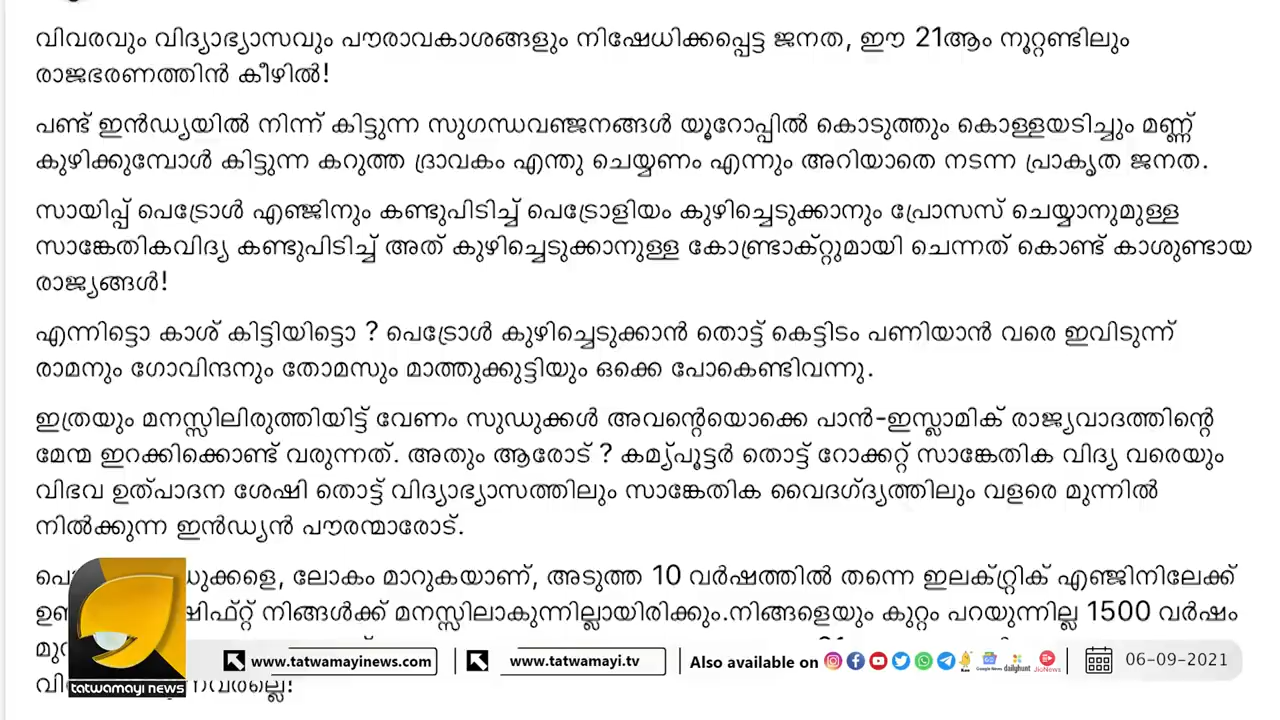 വിവരവും വിദ്യാഭ്യാസവും പൗരാവകാശങ്ങളും നിഷേധിക്കപ്പെട്ട ജനത, ഈ 21ആം നൂറ്റണ്ടിലും
രാജഭരണത്തിൻ കീഴിൽ!
പണ്ട് ഇൻഡ്യയിൽ നിന്ന് കിട്ടുന്ന സുഗന്ധവഞ്ജനങ്ങൾ യൂറോപ്പിൽ കൊടുത്തും കൊള്ളയടിച്ചും മണ്ണ്
കുഴിക്കുമ്പോൾ കിട്ടുന്ന കറുത്ത ദ്രാവകം എന്തു ചെയ്യണം എന്നും അറിയാതെ നടന്ന പ്രാകൃത ജനത.
സായിപ്പ് പെട്രോൾ എഞ്ചിനും കണ്ടുപിടിച്ച് പെട്രോളിയം കുഴിച്ചെടുക്കാനും പ്രോസസ് ചെയ്യാനുമുള്ള
സാങ്കേതികവിദ്യ കണ്ടുപിടിച്ച് അത് കുഴിച്ചെടുക്കാനുള്ള കോണ്ട്രാക്റ്റുമായി ചെന്നത് കൊണ്ട് കാശുണ്ടായ
രാജ്യങ്ങൾ!
എന്നിട്ടൊ കാശ് കിട്ടിയിട്ടൊ ? പെട്രോൾ കുഴിച്ചെടുക്കാൻ തൊട്ട് കെട്ടിടം പണിയാൻ വരെ ഇവിടുന്ന്
രാമനും ഗോവിന്ദനും തോമസും മാത്തുക്കുട്ടിയും ഒക്കെ പോകെണ്ടിവന്നു.
ഇത്രയും മനസ്സിലിരുത്തിയിട്ട് വേണം സുഡുക്കൾ അവന്റെയൊക്കെ പാൻ-ഇസ്ലാമിക് രാജ്യവാദത്തിന്റെ
മേന്മ ഇറക്കിക്കൊണ്ട് വരുന്നത്. അതും ആരോട് ? കമ്പ്യൂട്ടർ തൊട്ട് റോക്കറ്റ് സാങ്കേതിക വിദ്യ വരെയും
വിഭവ ഉത്പാദന ശേഷി തൊട്ട് വിദ്യാഭ്യാസത്തിലും സാങ്കേതിക വൈദഗ്ദ്യത്തിലും വളരെ മുന്നിൽ
നിൽക്കുന്ന ഇൻഡ്യൻ പൗരന്മാരോട്.
ലോകം മാറുകയാണ്, അടുത്ത 10 വർഷത്തിൽ തന്നെ ഇലക്ട്രിക് എഞ്ചിനിലേക്ക്
നിങ്ങൾക്ക് മനസ്സിലാകുന്നില്ലായിരിക്കും.നിങ്ങളെയും കുറ്റം പറയുന്നില്ല 1500 വർഷം
tatwamayi news
www.tatwamayinews.com
www.tatwamayi.tv
Also available on
dailyhunt
JioNews
06-09-2021